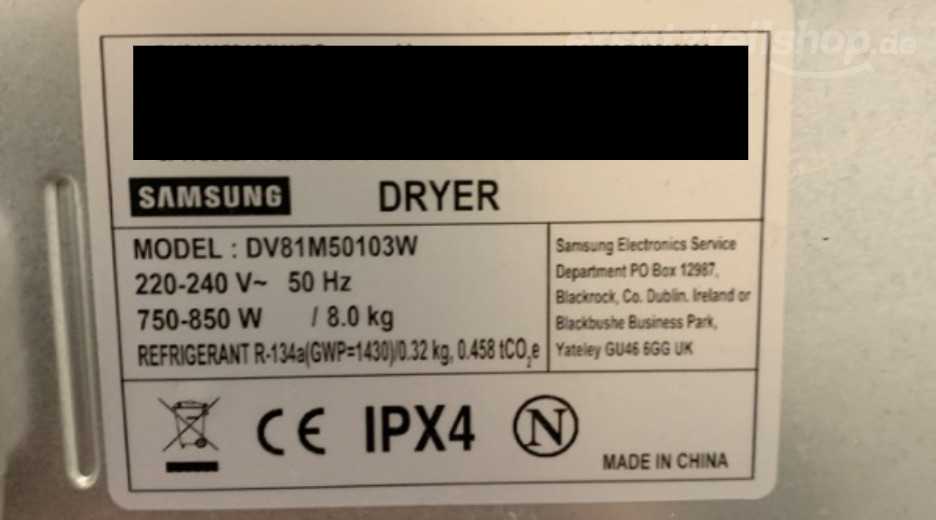 ersatzteilshop.de
SAMSUNG DRYER
MODEL : DV81M50103W
220-240 V~ 50 Hz
750-850 W / 8.0 kg
REFRIGERANT R-134a(GWP=1430)/0.32 kg, 0.458 tCO₂e
Samsung Electronics Service
Department PO Box 12987,
Blackrock, Co. Dublin. Ireland or
Blackbushe Business Park,
Yateley GU46 6GG UK
CE IPX4 N
MADE IN CHINA